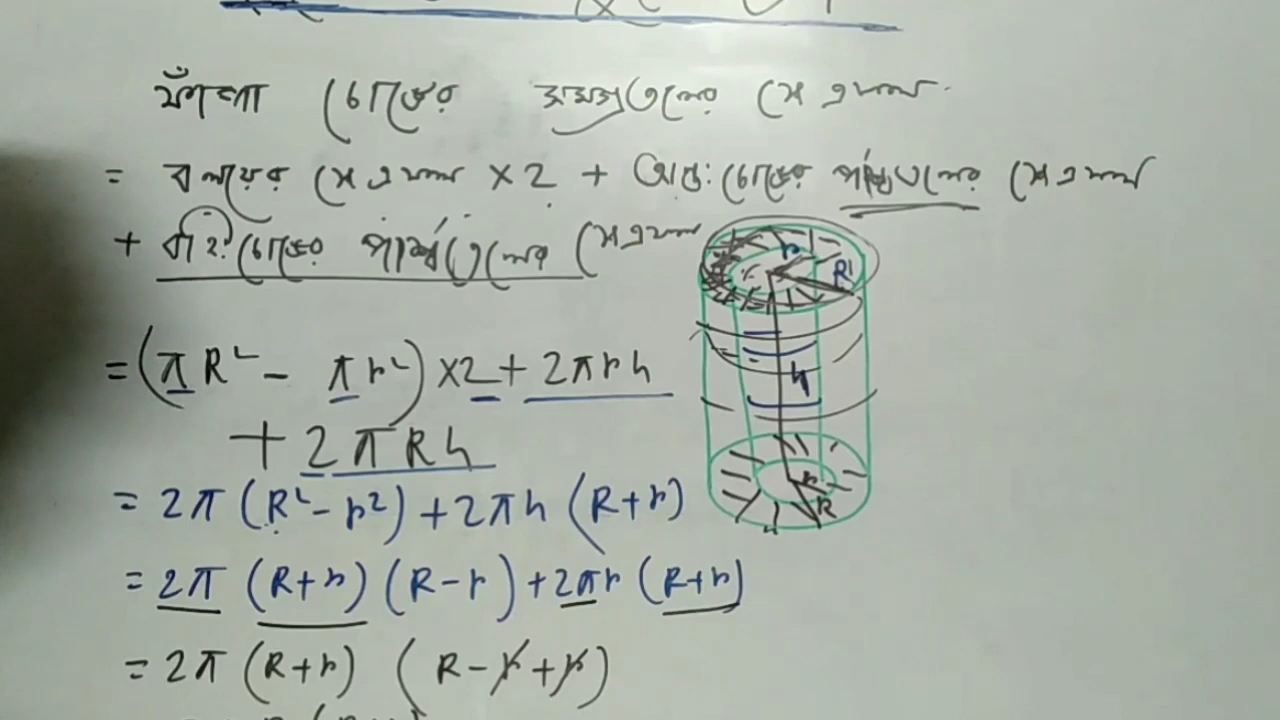 ফাঁপা চোঙের সমগ্রতলের ক্ষেত্রফল
= বলয়ের ক্ষেত্রফল × 2 + অন্তঃচোঙের পার্শ্বতলের ক্ষেত্রফল
+ বহিঃচোঙের পার্শ্বতলের ক্ষেত্রফল
r R
= (πR² - πr²) × 2 + 2πrh
h
+ 2πRh
= 2π (R² - r²) + 2πh (R+r)
r R
= 2π (R+r) (R-r) + 2πr (R+r)
= 2π (R+r) (R-r+r)